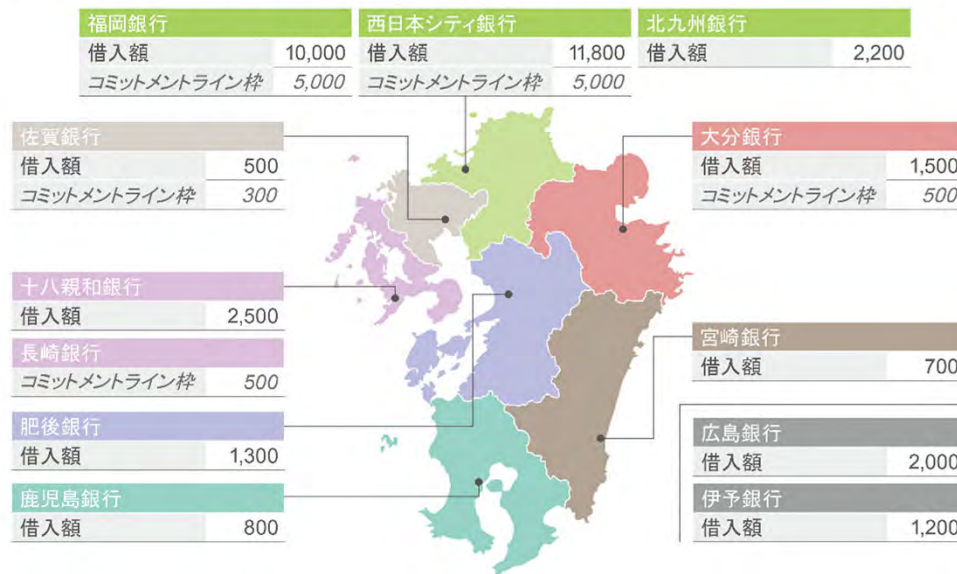 福岡銀行
借入額 10,000
コミットメントライン枠 5,000
西日本シティ銀行
借入額 11,800
コミットメントライン枠 5,000
北九州銀行
借入額 2,200
佐賀銀行
借入額 500
コミットメントライン枠 300
大分銀行
借入額 1,500
コミットメントライン枠 500
十八親和銀行
借入額 2,500
長崎銀行
コミットメントライン枠 500
宮崎銀行
借入額 700
肥後銀行
借入額 1,300
広島銀行
借入額 2,000
鹿児島銀行
借入額 800
伊予銀行
借入額 1,200